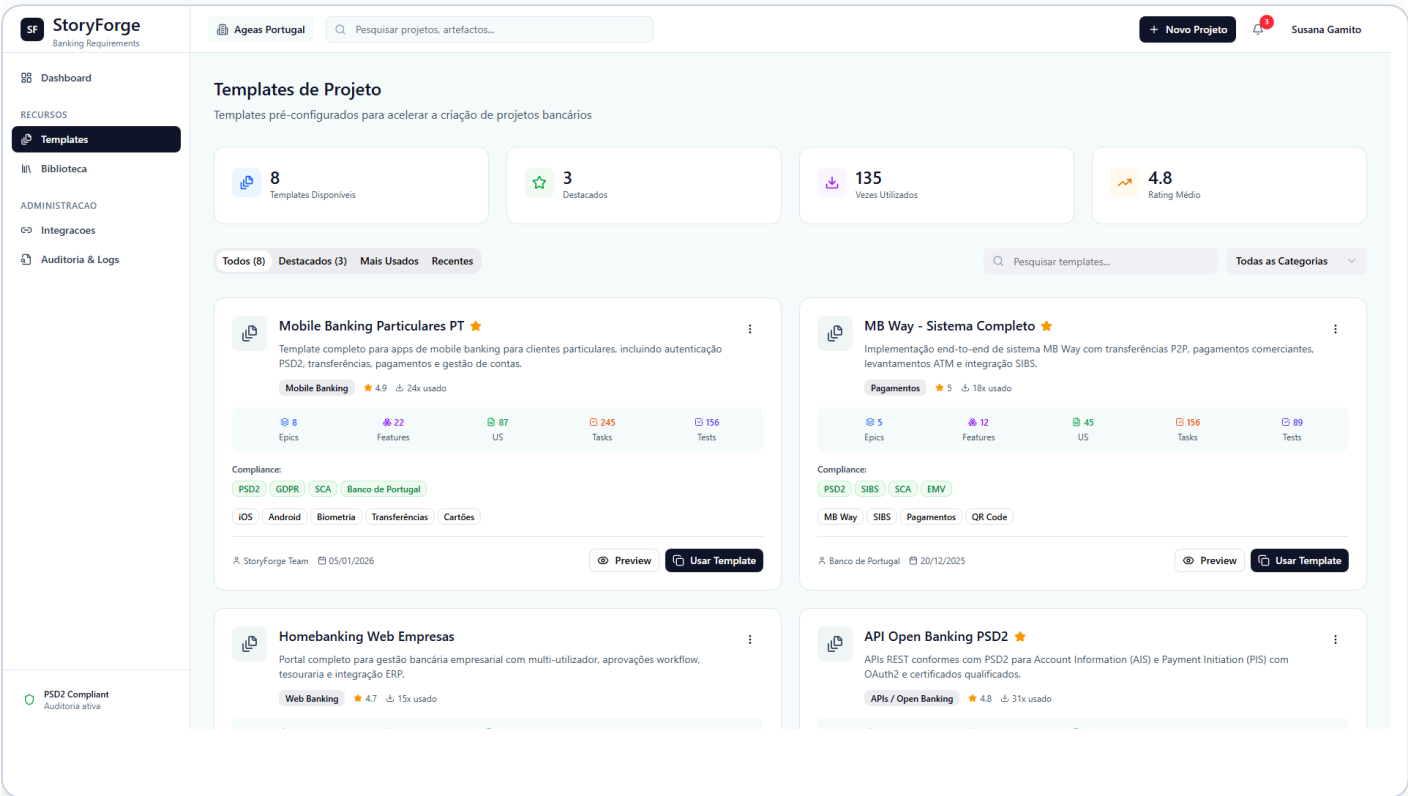 SF
StoryForge
Banking Requirements
Ageas Portugal
Pesquisar projetos, artefactos...
+ Novo Projeto
3
Susana Gamito
Dashboard
RECURSOS
Templates
Biblioteca
ADMINISTRACAO
Integracoes
Auditoria & Logs
PSD2 Compliant
Auditoria ativa
Templates de Projeto
Templates pré-configurados para acelerar a criação de projetos bancários
8
Templates Disponíveis
3
Destacados
135
Vezes Utilizados
4.8
Rating Médio
Todos (8) Destacados (3) Mais Usados Recentes
Pesquisar templates...
Todas as Categorias
Mobile Banking Particulares PT
Template completo para apps de mobile banking para clientes particulares, incluindo autenticação
PSD2, transferências, pagamentos e gestão de contas.
Mobile Banking 4.9 24x usado
8 22 87 245 156
Epics Features US Tasks Tests
Compliance:
PSD2 GDPR SCA Banco de Portugal
iOS Android Biometria Transferências Cartões
StoryForge Team 05/01/2026 Preview Usar Template
MB Way - Sistema Completo
Implementação end-to-end de sistema MB Way com transferências P2P, pagamentos comerciantes,
levantamentos ATM e integração SIBS.
Pagamentos 5 18x usado
5 12 45 156 89
Epics Features US Tasks Tests
Compliance:
PSD2 SIBS SCA EMV
MB Way SIBS Pagamentos QR Code
Banco de Portugal 20/12/2025 Preview Usar Template
Homebanking Web Empresas
Portal completo para gestão bancária empresarial com multi-utilizador, aprovações workflow,
tesouraria e integração ERP.
Web Banking 4.7 15x usado
API Open Banking PSD2
APIs REST conformes com PSD2 para Account Information (AIS) e Payment Initiation (PIS) com
OAuth2 e certificados qualificados.
APIs / Open Banking 4.8 31x usado